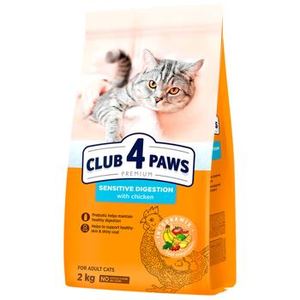 CLUB 4 PAWS
PREMIUM
SENSITIVE DIGESTION
with chicken
Prebiotic helps maintain
healthy digestion
Helps to support healthy
skin & shiny coat
FOR ADULT CATS
2 kg